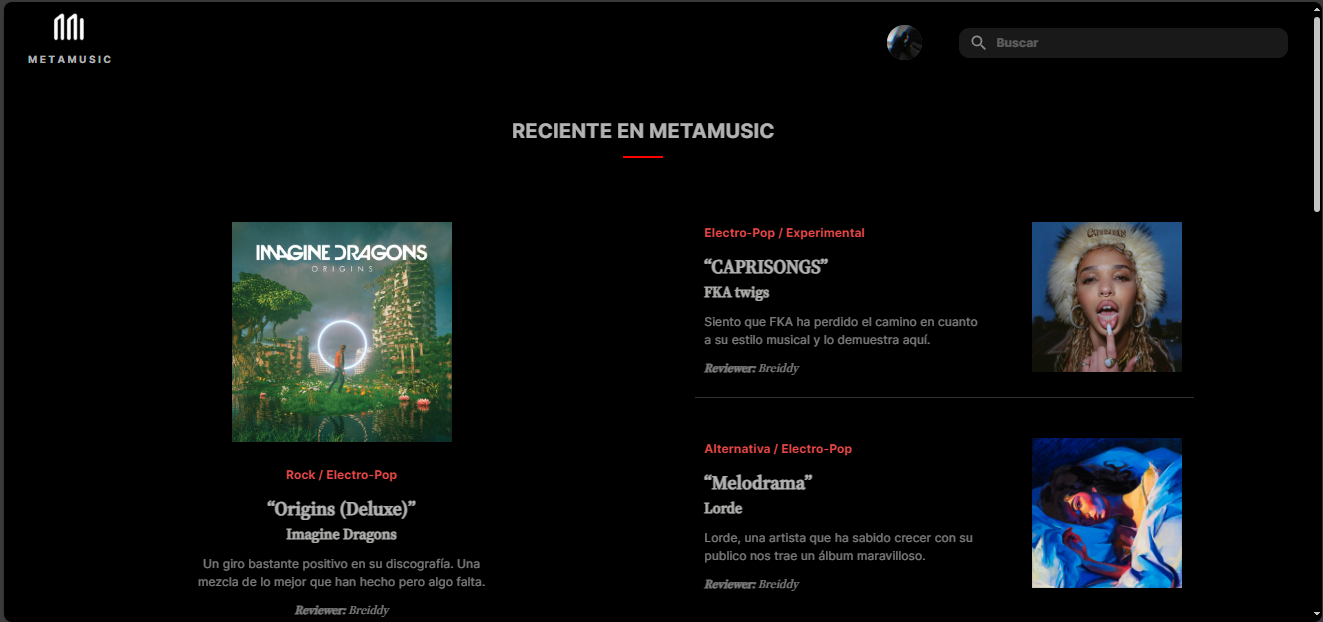 METAMUSIC
Buscar
RECIENTE EN METAMUSIC
IMAGINE DRAGONS
ORIGINS
Rock / Electro-Pop
“Origins (Deluxe)”
Imagine Dragons
Un giro bastante positivo en su discografía. Una
mezcla de lo mejor que han hecho pero algo falta.
Reviewer: Breiddy
Electro-Pop / Experimental
“CAPRISONGS”
FKA twigs
Siento que FKA ha perdido el camino en cuanto
a su estilo musical y lo demuestra aquí.
Reviewer: Breiddy
Alternativa / Electro-Pop
“Melodrama”
Lorde
Lorde, una artista que ha sabido crecer con su
publico nos trae un álbum maravilloso.
Reviewer: Breiddy